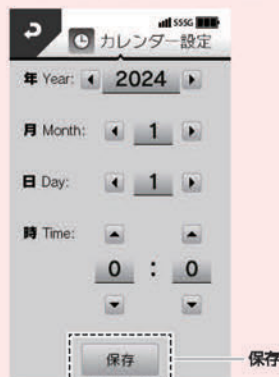 SSSG
カレンダー設定
年 Year: 2024
月 Month: 1
日 Day: 1
時 Time:
0 : 0
保存
保存